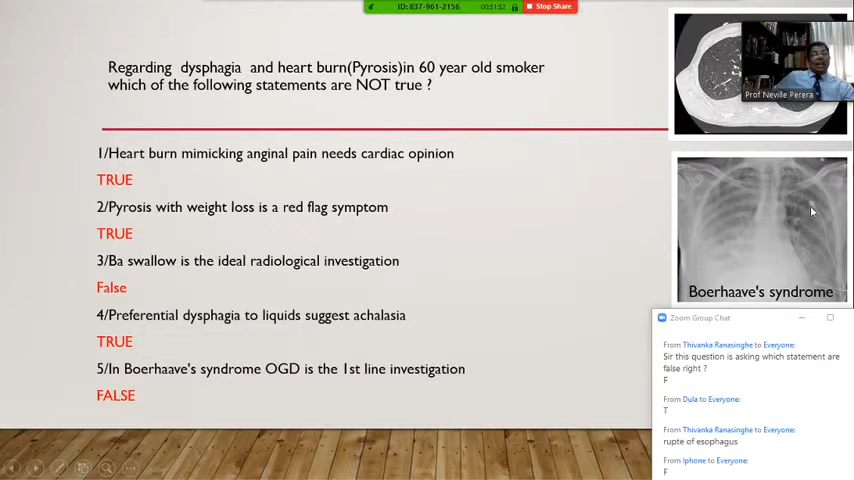 ID: 837-961-2156
00:51:52
Stop Share
Regarding dysphagia and heart burn(Pyrosis)in 60 year old smoker
which of the following statements are NOT true ?
Prof Neville Perera
1/Heart burn mimicking anginal pain needs cardiac opinion
TRUE
2/Pyrosis with weight loss is a red flag symptom
TRUE
3/Ba swallow is the ideal radiological investigation
False
4/Preferential dysphagia to liquids suggest achalasia
TRUE
5/In Boerhaave's syndrome OGD is the 1st line investigation
FALSE
Boerhaave's syndrome
Zoom Group Chat
From Thivanka Ranasinghe to Everyone:
Sir this question is asking which statement are
false right ?
F
From Dula to Everyone:
T
From Thivanka Ranasinghe to Everyone:
rupte of esophagus
From Iphone to Everyone:
F